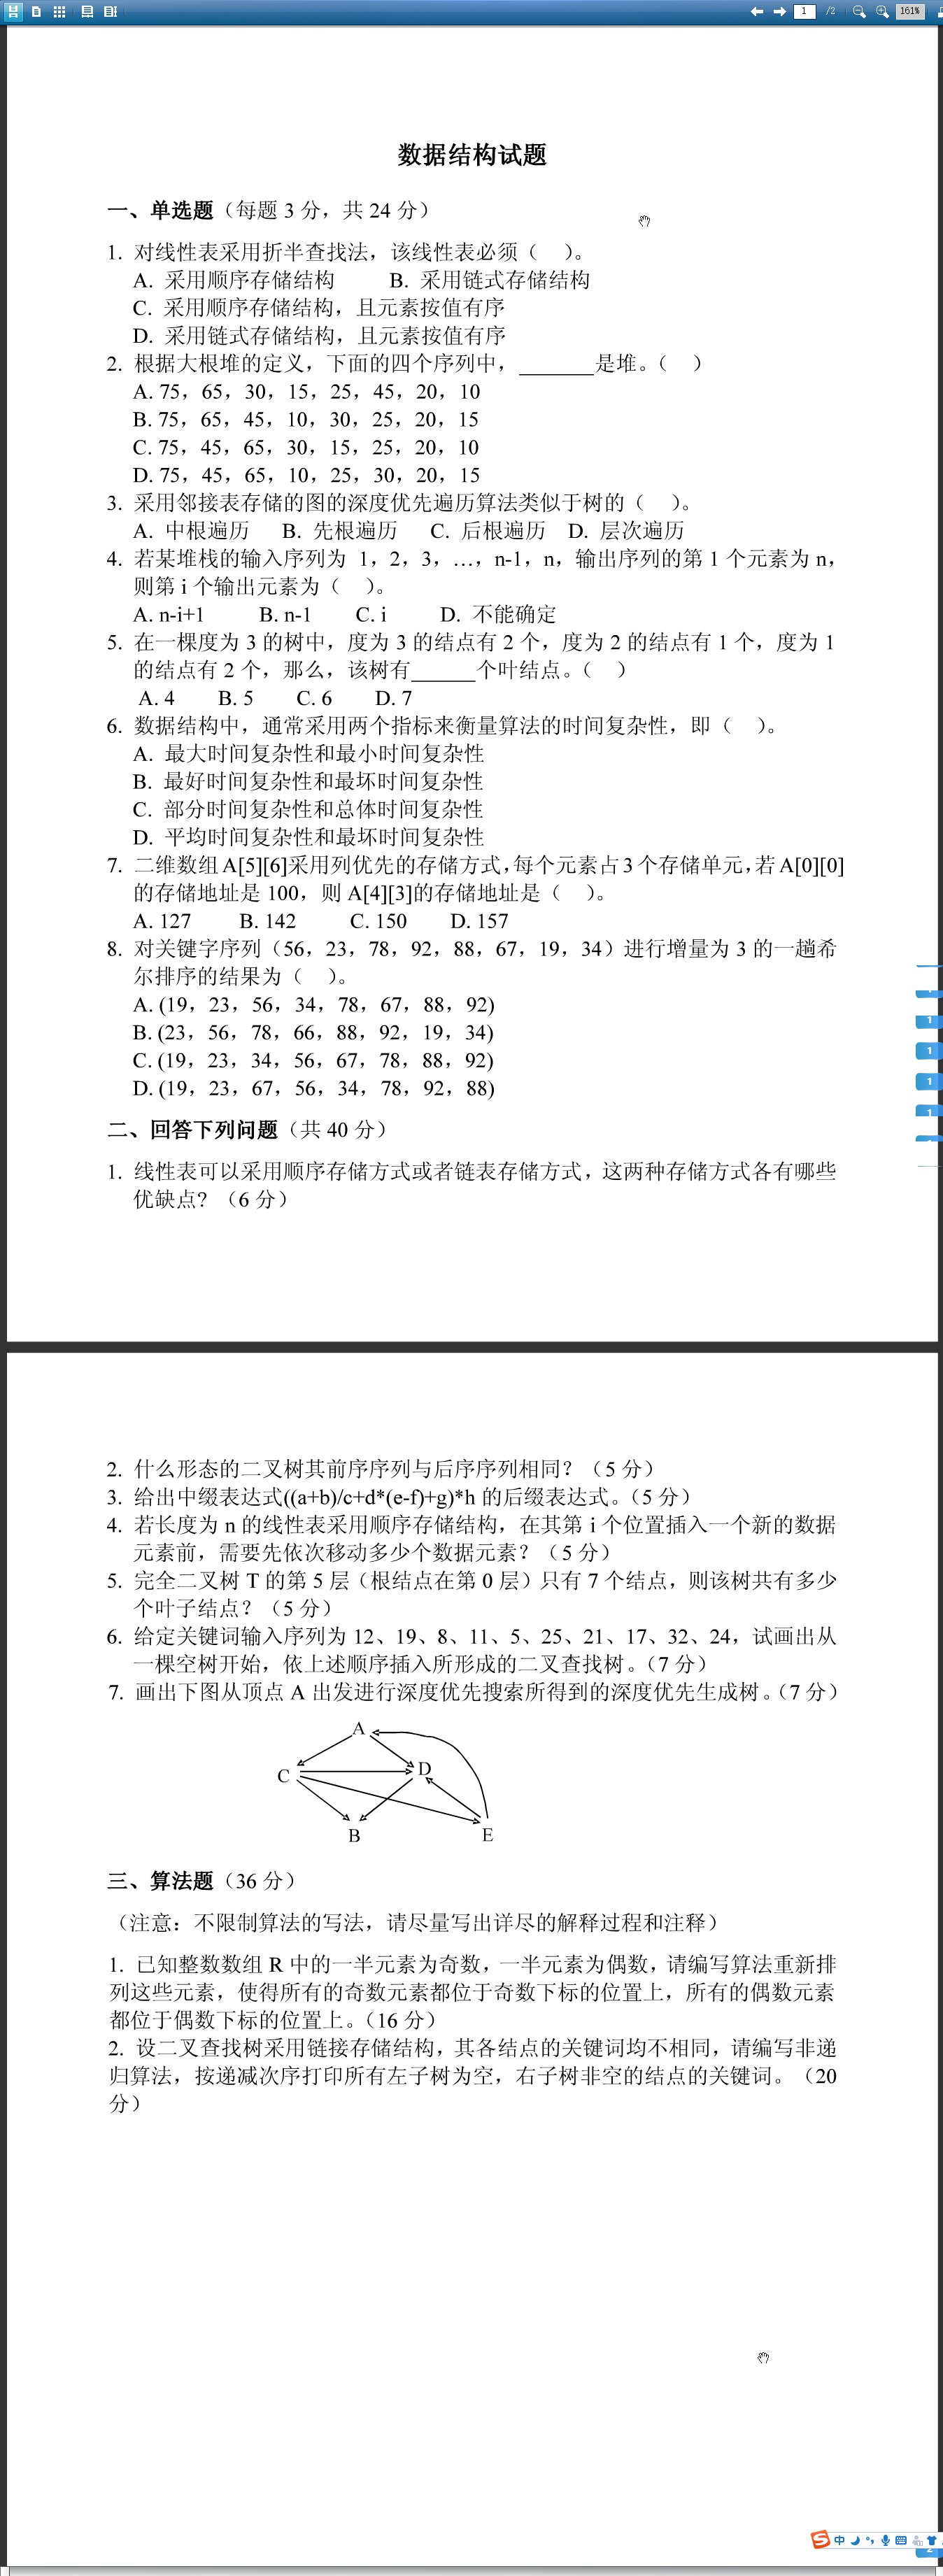 1 /2 161%
数据结构试题
一、单选题（每题 3 分，共 24 分）
1. 对线性表采用折半查找法，该线性表必须（ ）。
A. 采用顺序存储结构 B. 采用链式存储结构
C. 采用顺序存储结构，且元素按值有序
D. 采用链式存储结构，且元素按值有序
2. 根据大根堆的定义，下面的四个序列中，_______是堆。（ ）
A. 75，65，30，15，25，45，20，10
B. 75，65，45，10，30，25，20，15
C. 75，45，65，30，15，25，20，10
D. 75，45，65，10，25，30，20，15
3. 采用邻接表存储的图的深度优先遍历算法类似于树的（ ）。
A. 中根遍历 B. 先根遍历 C. 后根遍历 D. 层次遍历
4. 若某堆栈的输入序列为 1，2，3，…，n-1，n，输出序列的第 1 个元素为 n，
则第 i 个输出元素为（ ）。
A. n-i+1 B. n-1 C. i D. 不能确定
5. 在一棵度为 3 的树中，度为 3 的结点有 2 个，度为 2 的结点有 1 个，度为 1
的结点有 2 个，那么，该树有______个叶结点。（ ）
A. 4 B. 5 C. 6 D. 7
6. 数据结构中，通常采用两个指标来衡量算法的时间复杂性，即（ ）。
A. 最大时间复杂性和最小时间复杂性
B. 最好时间复杂性和最坏时间复杂性
C. 部分时间复杂性和总体时间复杂性
D. 平均时间复杂性和最坏时间复杂性
7. 二维数组A[5][6]采用列优先的存储方式，每个元素占3个存储单元，若A[0][0]
的存储地址是 100，则 A[4][3]的存储地址是（ ）。
A. 127 B. 142 C. 150 D. 157
8. 对关键字序列（56，23，78，92，88，67，19，34）进行增量为 3 的一趟希
尔排序的结果为（ ）。
A. (19，23，56，34，78，67，88，92)
B. (23，56，78，66，88，92，19，34)
C. (19，23，34，56，67，78，88，92)
D. (19，23，67，56，34，78，92，88)
1
1
1
1
二、回答下列问题（共 40 分）
1. 线性表可以采用顺序存储方式或者链表存储方式，这两种存储方式各有哪些
优缺点？（6 分）
2. 什么形态的二叉树其前序序列与后序序列相同？（5 分）
3. 给出中缀表达式((a+b)/c+d*(e-f)+g)*h 的后缀表达式。（5 分）
4. 若长度为 n 的线性表采用顺序存储结构，在其第 i 个位置插入一个新的数据
元素前，需要先依次移动多少个数据元素？（5 分）
5. 完全二叉树 T 的第 5 层（根结点在第 0 层）只有 7 个结点，则该树共有多少
个叶子结点？（5 分）
6. 给定关键词输入序列为 12、19、8、11、5、25、21、17、32、24，试画出从
一棵空树开始，依上述顺序插入所形成的二叉查找树。（7 分）
7. 画出下图从顶点 A 出发进行深度优先搜索所得到的深度优先生成树。（7 分）
A
C D
B E
三、算法题（36 分）
（注意：不限制算法的写法，请尽量写出详尽的解释过程和注释）
1. 已知整数数组 R 中的一半元素为奇数，一半元素为偶数，请编写算法重新排
列这些元素，使得所有的奇数元素都位于奇数下标的位置上，所有的偶数元素
都位于偶数下标的位置上。（16 分）
2. 设二叉查找树采用链接存储结构，其各结点的关键词均不相同，请编写非递
归算法，按递减次序打印所有左子树为空，右子树非空的结点的关键词。（20
分）
S 中
2